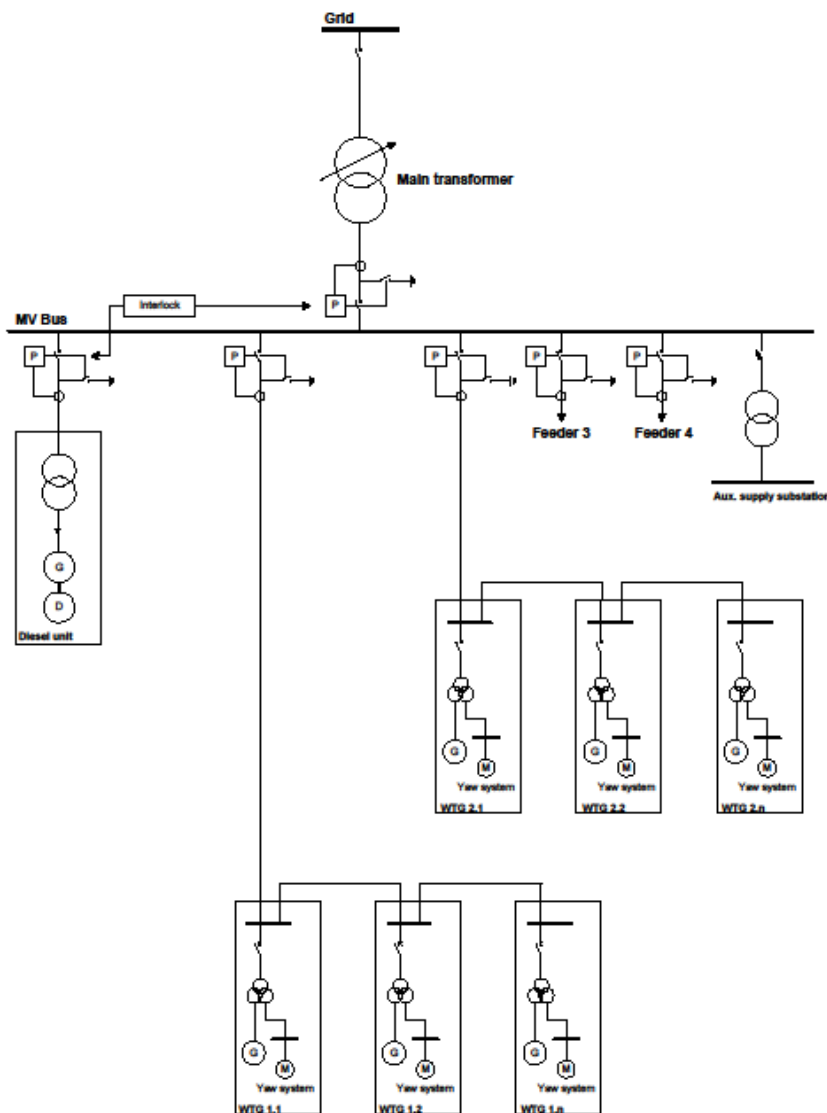 Grid
Main transformer
Interlock
P
MV Bus
P
P
P
P
P
Feeder 3
Feeder 4
Aux. supply substation
G
D
Diesel unit
G
M
Yaw system
WTG 2.1
G
M
Yaw system
WTG 2.2
G
M
Yaw system
WTG 2.n
G
M
Yaw system
WTG 1.1
G
M
Yaw system
WTG 1.2
G
M
Yaw system
WTG 1.n